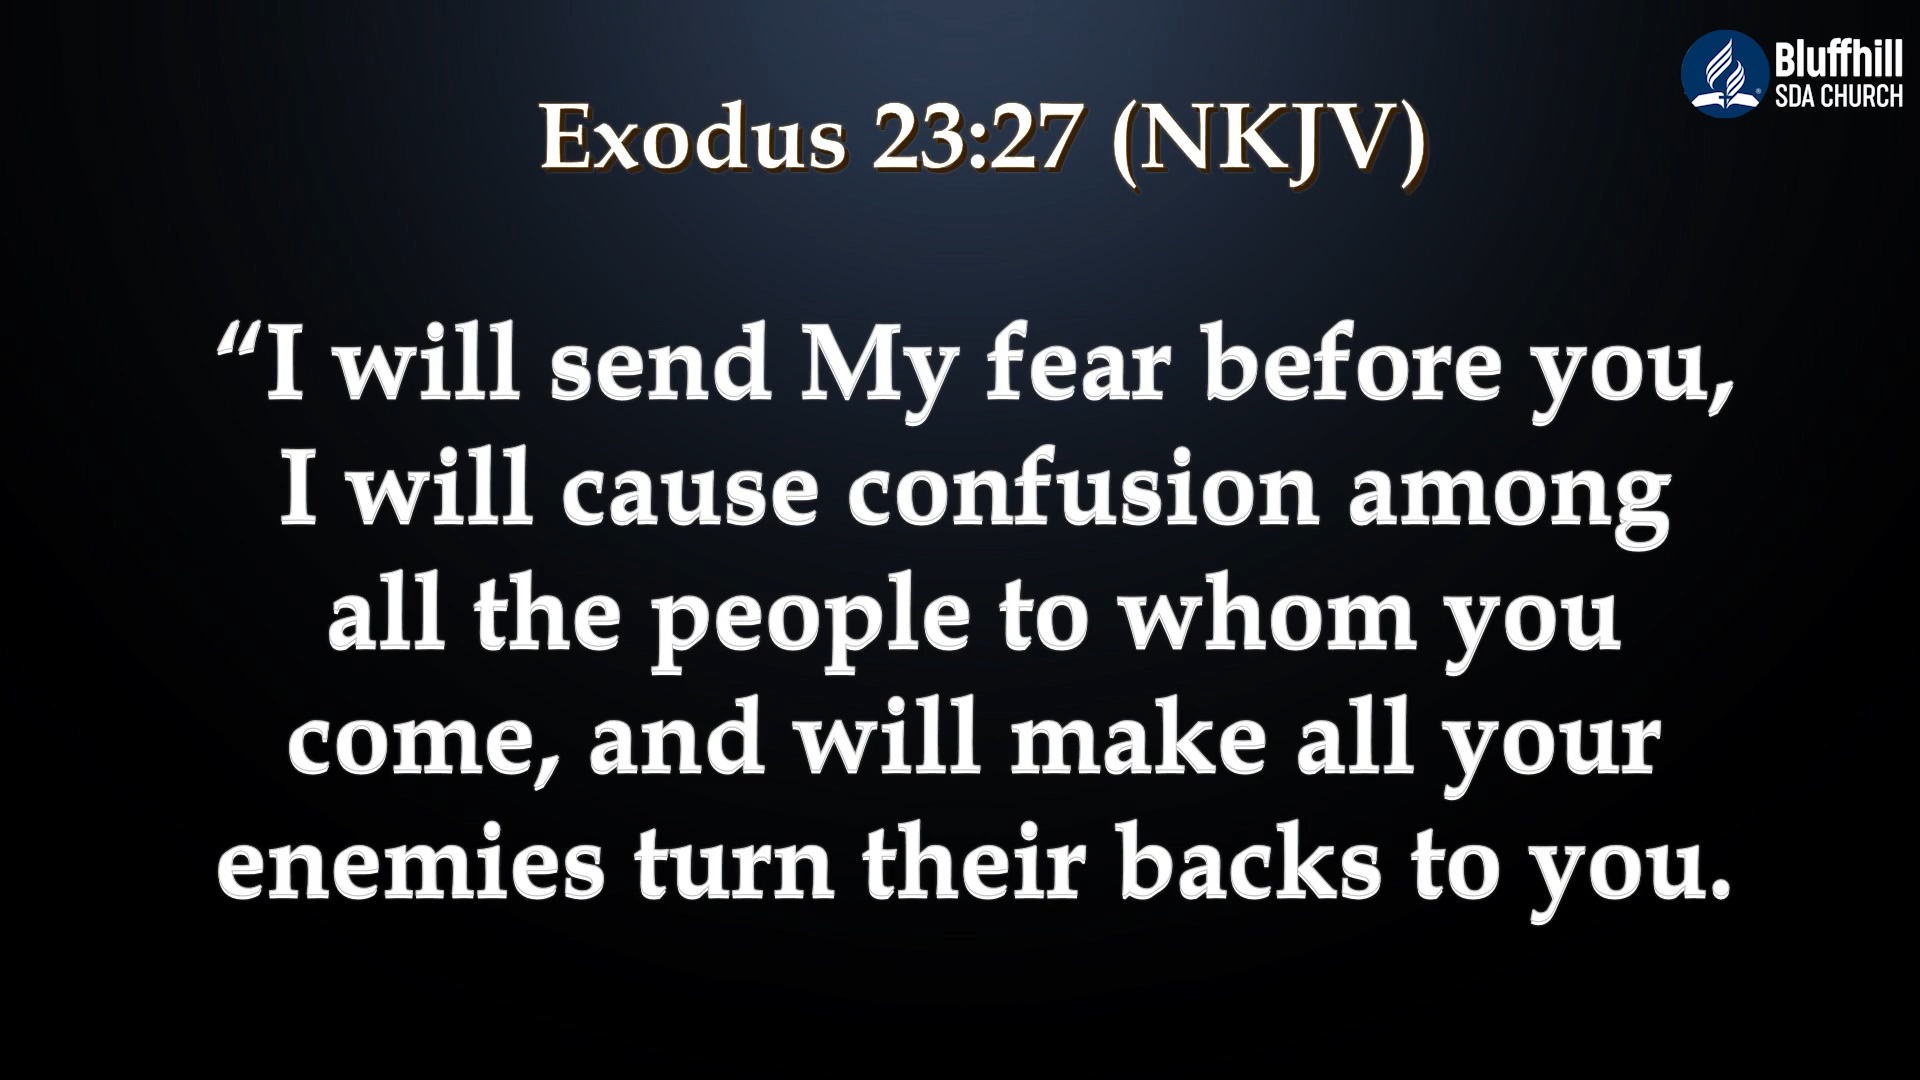 Bluffhill
SDA CHURCH
Exodus 23:27 (NKJV)
“I will send My fear before you,
I will cause confusion among
all the people to whom you
come, and will make all your
enemies turn their backs to you.